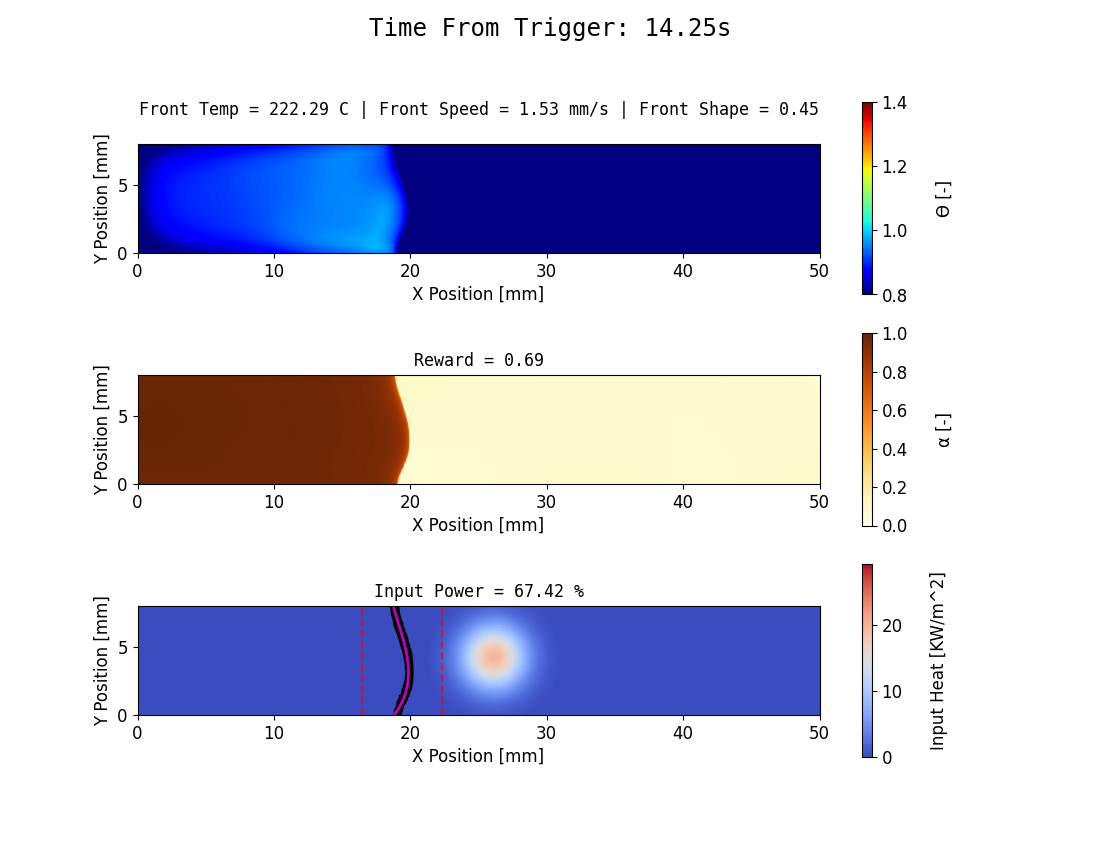 Time From Trigger: 14.25s
Front Temp = 222.29 C | Front Speed = 1.53 mm/s | Front Shape = 0.45
Y Position [mm]
5
0
0 10 20 30 40 50
X Position [mm]
1.4
1.2
1.0
0.8
Θ [-]
Reward = 0.69
Y Position [mm]
5
0
0 10 20 30 40 50
X Position [mm]
1.0
0.8
0.6
0.4
0.2
0.0
α [-]
Input Power = 67.42 %
Y Position [mm]
5
0
0 10 20 30 40 50
X Position [mm]
20
10
0
Input Heat [KW/m^2]